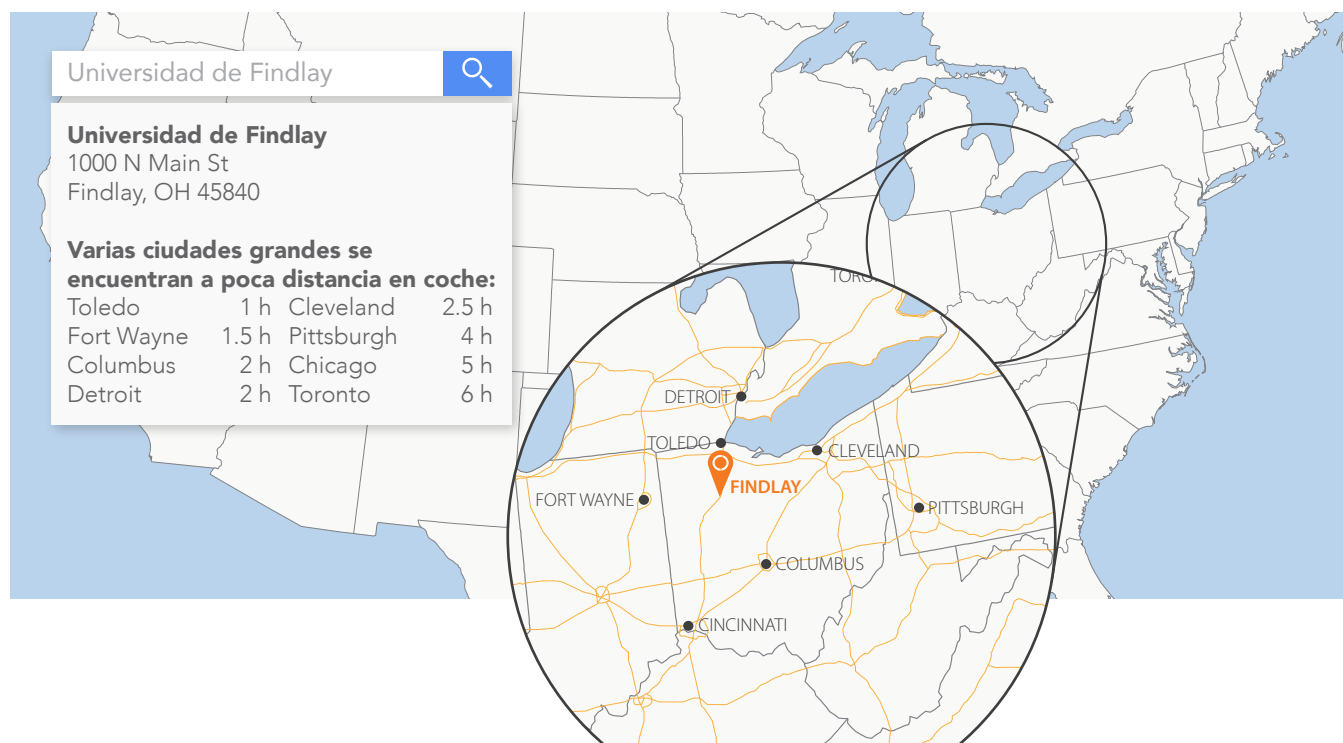 Universidad de Findlay
Universidad de Findlay
1000 N Main St
Findlay, OH 45840
Varias ciudades grandes se
encuentran a poca distancia en coche:
Toledo 1 h Cleveland 2.5 h
Fort Wayne 1.5 h Pittsburgh 4 h
Columbus 2 h Chicago 5 h
Detroit 2 h Toronto 6 h
DETROIT
TOLEDO
CLEVELAND
FINDLAY
FORT WAYNE
PITTSBURGH
COLUMBUS
CINCINNATI